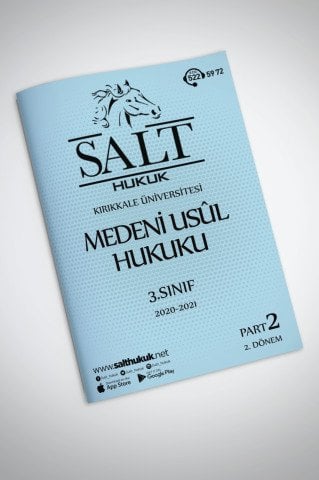 522 59 72
SALT
HUKUK
KIRIKKALE ÜNİVERSİTESİ
MEDENİ USÛL
HUKUKU
3.SINIF
2020-2021
PART 2
2. DÖNEM
www.salthukuk.net
App Store
Google Play